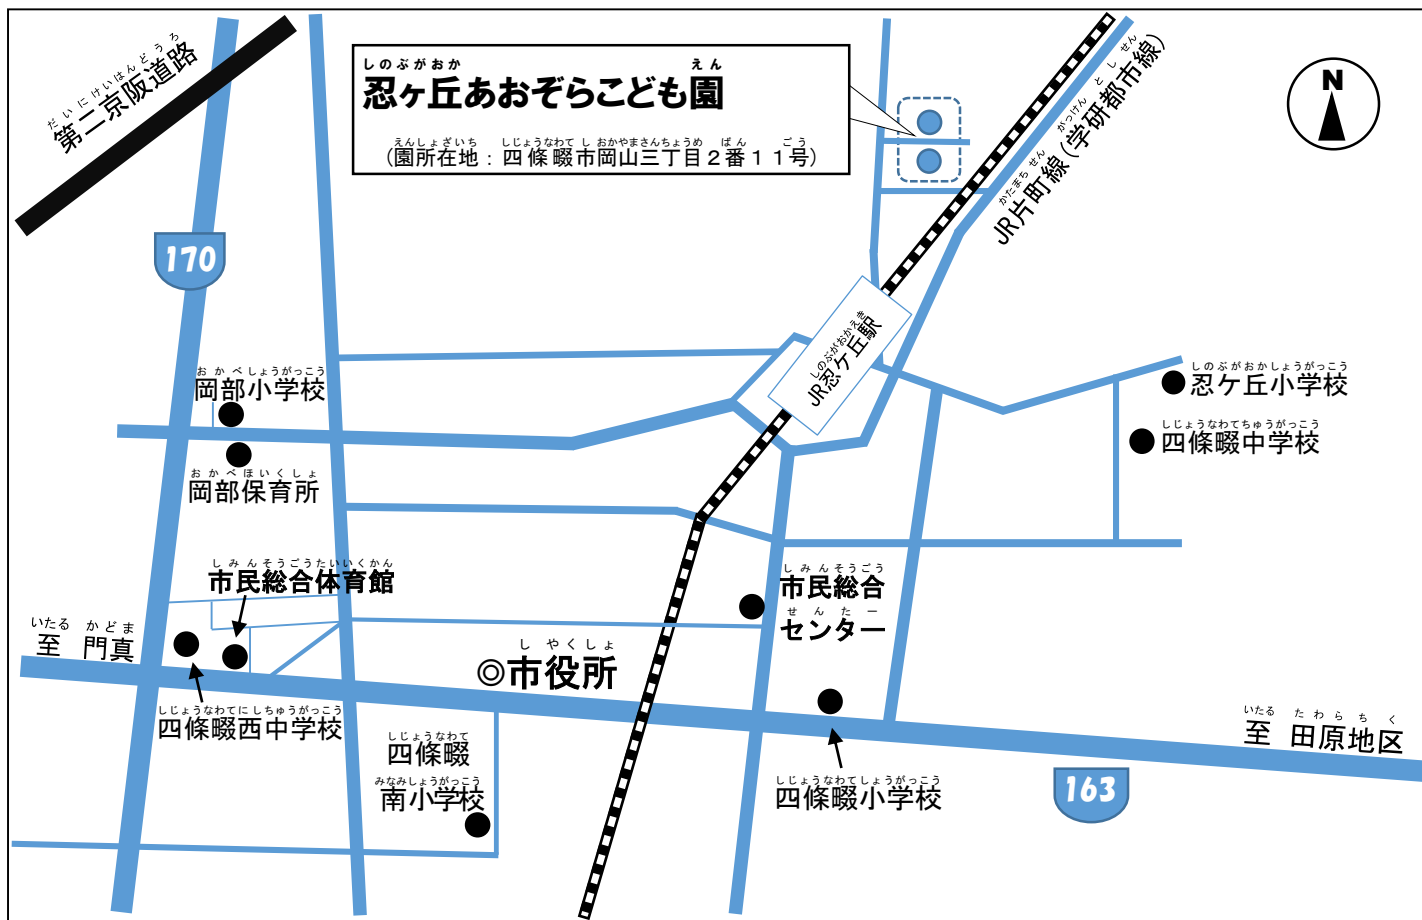 だいにけいはんどうろ
第二京阪道路
しのぶがおか えん
忍ヶ丘あおぞらこども園
えんしょざいち しじょうなわて し おかやまさんちょうめ ばん ごう
（園所在地：四條畷市岡山三丁目２番１１号）
N
かたまち せん がっけん と し せん
JR片町線（学研都市線）
170
しのぶがおかえき
JR忍ケ丘駅
おかべしょうがっこう
岡部小学校
しのぶがおかしょうがっこう
忍ケ丘小学校
しじょうなわてちゅうがっこう
四條畷中学校
おかべほいくしょ
岡部保育所
しみんそうごうたいいくかん
市民総合体育館
しみんそうごう
市民総合
せんたー
センター
いたる かどま
至 門真
し やくしょ
◎市役所
しじょうなわてにしちゅうがっこう
四條畷西中学校
しじょうなわて
四條畷
みなみしょうがっこう
南小学校
しじょうなわてしょうがっこう
四條畷小学校
いたる たわらちく
至 田原地区
163